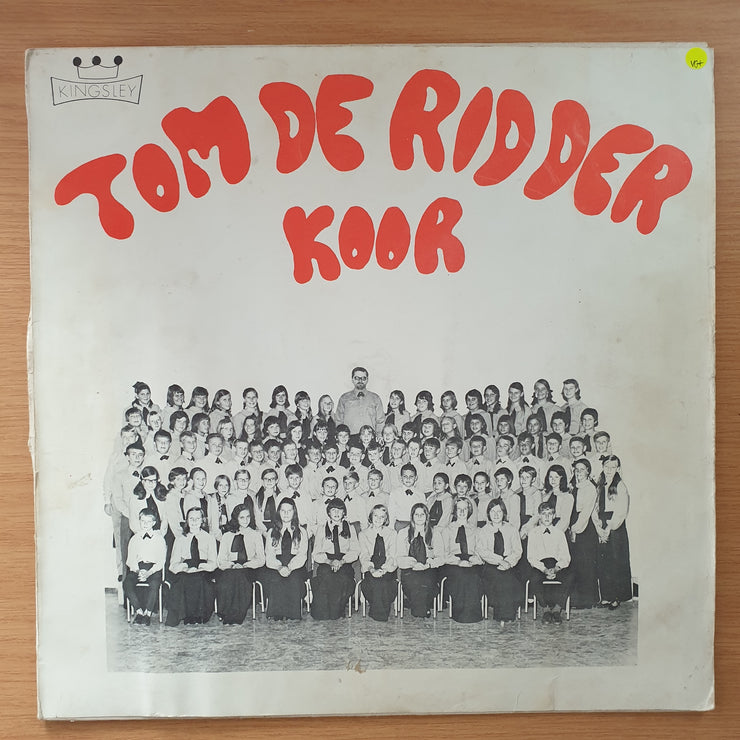 KINGSLEY
VG+
TOM DE RIDDER
KOOR